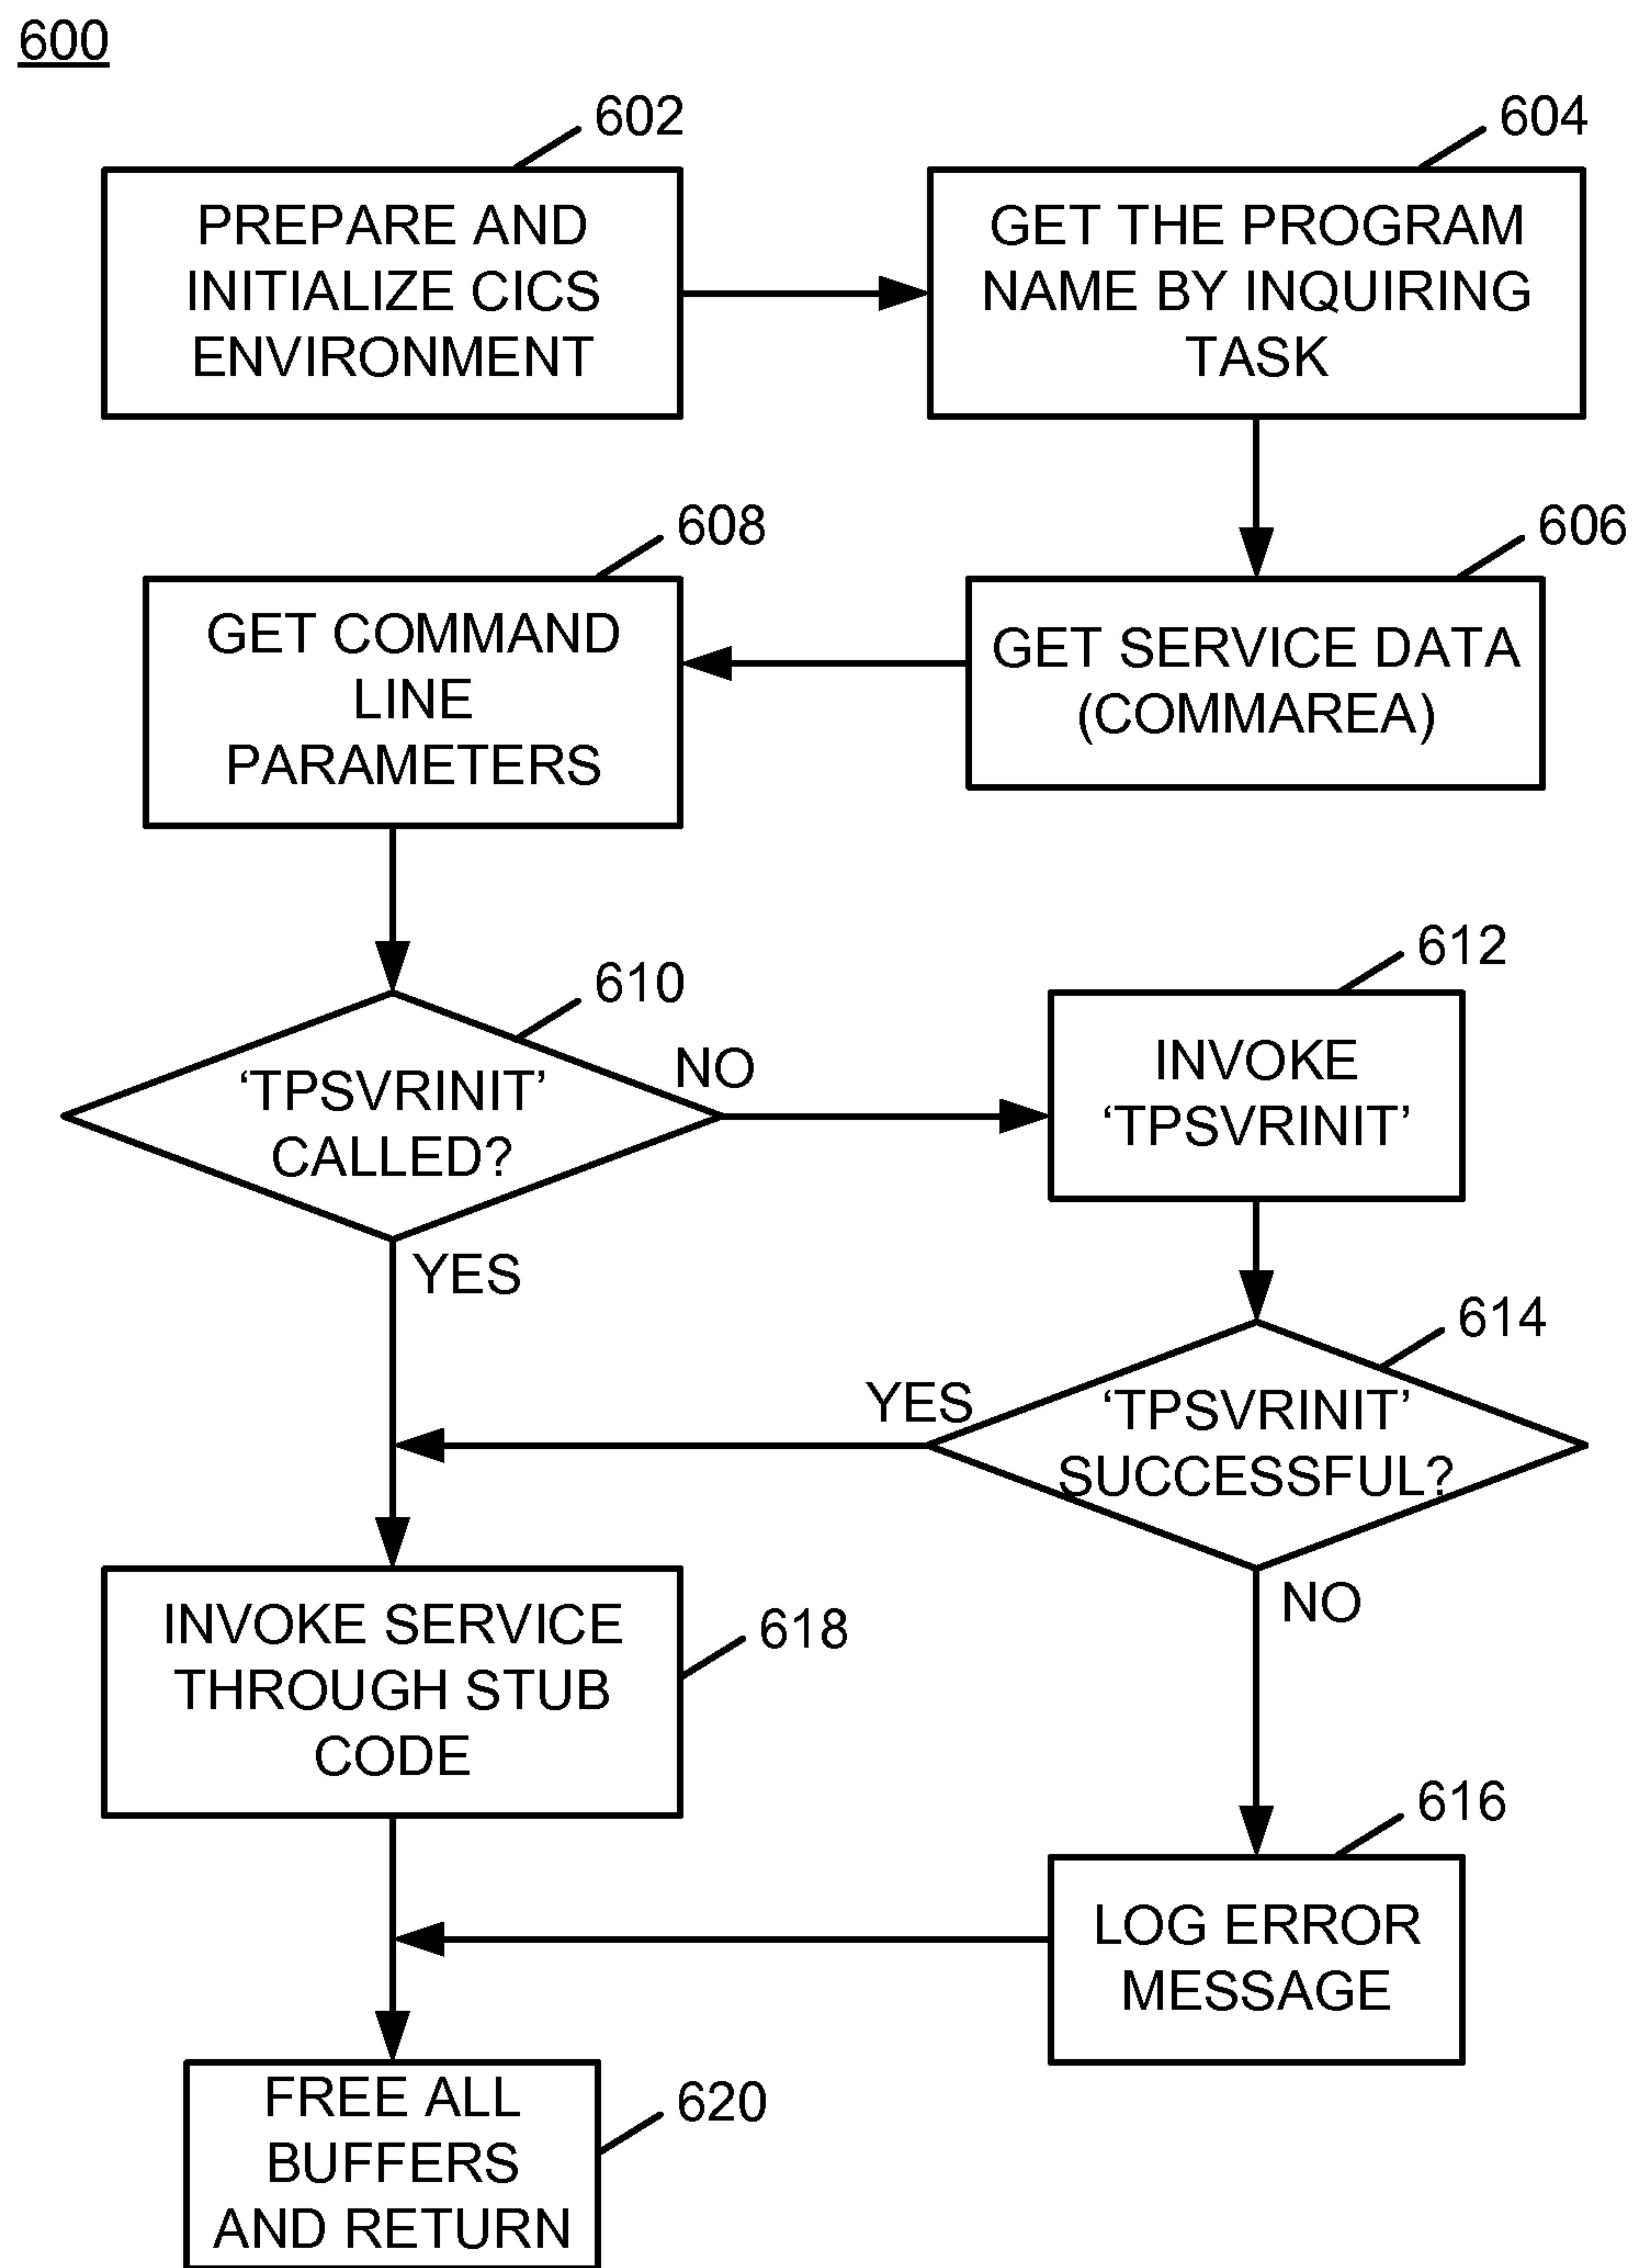 600
602
PREPARE AND
INITIALIZE CICS
ENVIRONMENT
604
GET THE PROGRAM
NAME BY INQUIRING
TASK
606
GET SERVICE DATA
(COMMAREA)
608
GET COMMAND
LINE
PARAMETERS
610
‘TPSVRINIT’
CALLED?
NO
YES
612
INVOKE
‘TPSVRINIT’
614
‘TPSVRINIT’
SUCCESSFUL?
YES
NO
616
LOG ERROR
MESSAGE
618
INVOKE SERVICE
THROUGH STUB
CODE
620
FREE ALL
BUFFERS
AND RETURN